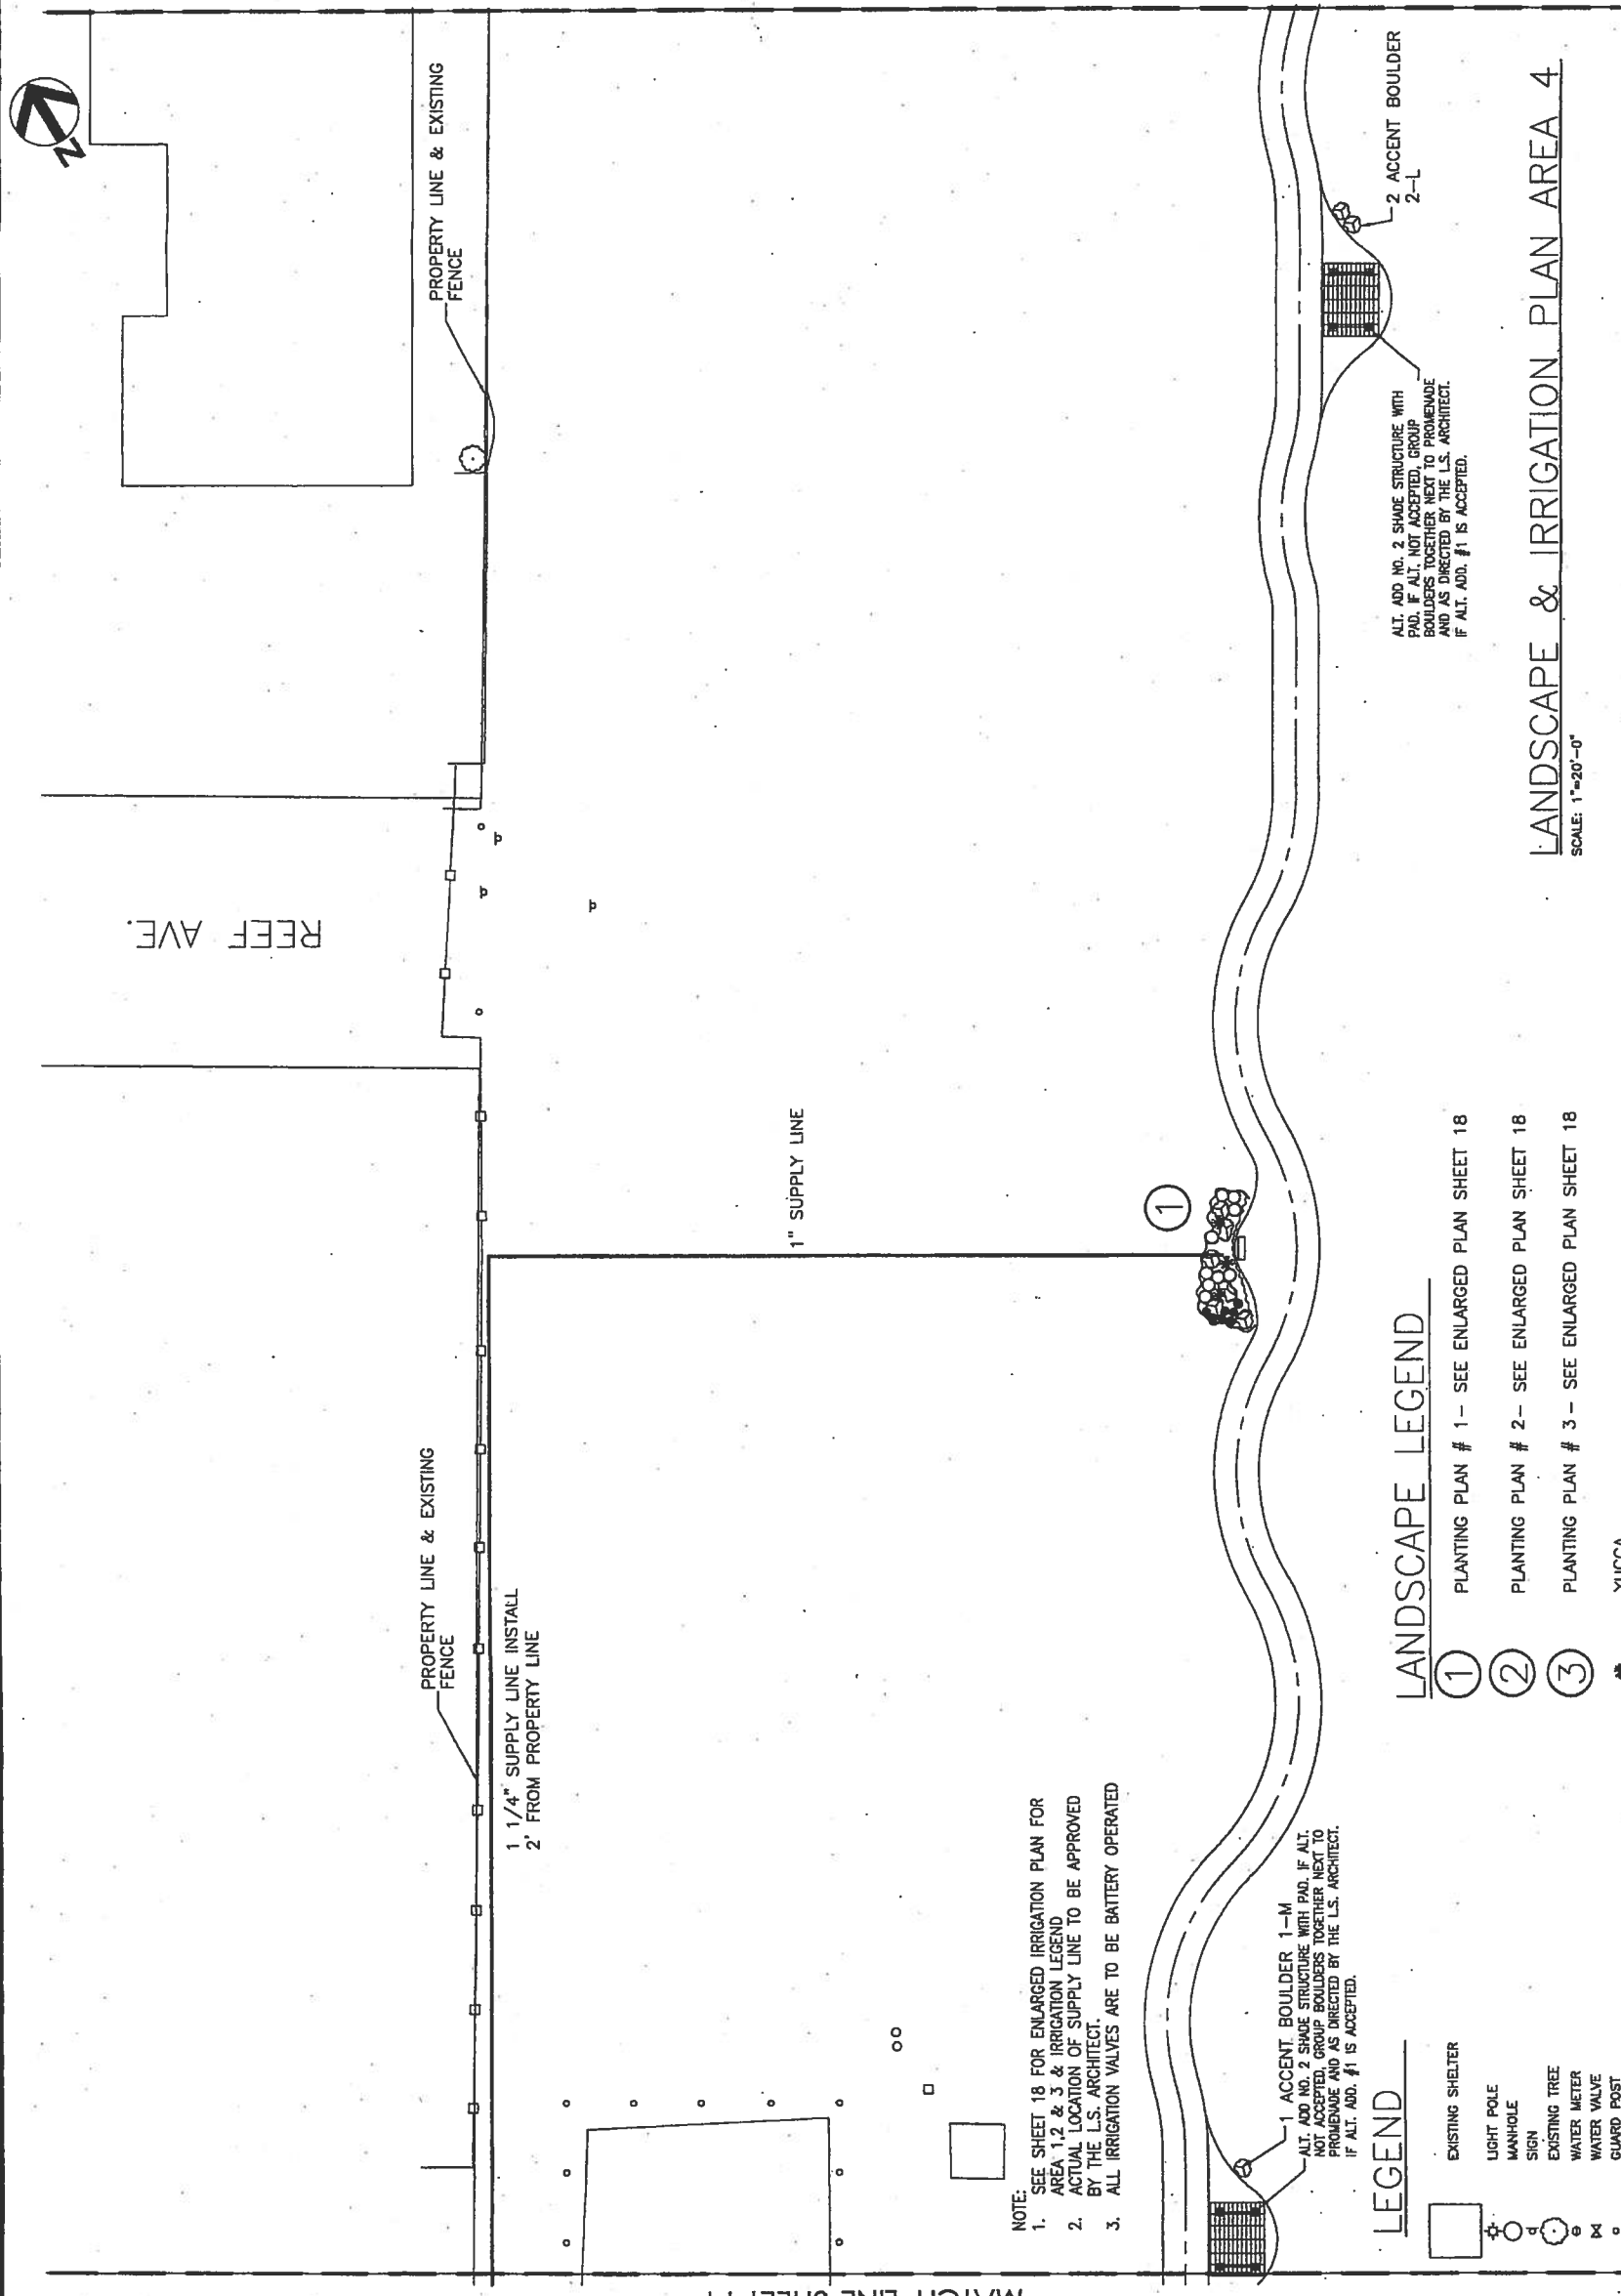 N
PROPERTY LINE & EXISTING
FENCE
REEF AVE.
PROPERTY LINE & EXISTING
FENCE
1 1/4" SUPPLY LINE INSTALL
2' FROM PROPERTY LINE
1" SUPPLY LINE
1
NOTE:
1. SEE SHEET 18 FOR ENLARGED IRRIGATION PLAN FOR
AREA 1,2 & 3 & IRRIGATION LEGEND
2. ACTUAL LOCATION OF SUPPLY LINE TO BE APPROVED
BY THE L.S. ARCHITECT.
3. ALL IRRIGATION VALVES ARE TO BE BATTERY OPERATED
1 ACCENT BOULDER 1-M
ALT. ADD NO. 2 SHADE STRUCTURE WITH PAD. IF ALT.
NOT ACCEPTED, GROUP BOULDERS TOGETHER NEXT TO
PROMENADE AND AS DIRECTED BY THE L.S. ARCHITECT.
IF ALT. ADD. #1 IS ACCEPTED.
2 ACCENT BOULDER
2-L
ALT. ADD NO. 2 SHADE STRUCTURE WITH
PAD. IF ALT. NOT ACCEPTED, GROUP
BOULDERS TOGETHER NEXT TO PROMENADE
AND AS DIRECTED BY THE L.S. ARCHITECT.
IF ALT. ADD. #1 IS ACCEPTED.
LEGEND
EXISTING SHELTER
LIGHT POLE
MANHOLE
SIGN
EXISTING TREE
WATER METER
WATER VALVE
GUARD POST
LANDSCAPE LEGEND
1 PLANTING PLAN # 1- SEE ENLARGED PLAN SHEET 18
2 PLANTING PLAN # 2- SEE ENLARGED PLAN SHEET 18
3 PLANTING PLAN # 3- SEE ENLARGED PLAN SHEET 18
YUCCA
LANDSCAPE & IRRIGATION PLAN AREA 4
SCALE: 1"=20'-0"
MATCH LINE SHEET